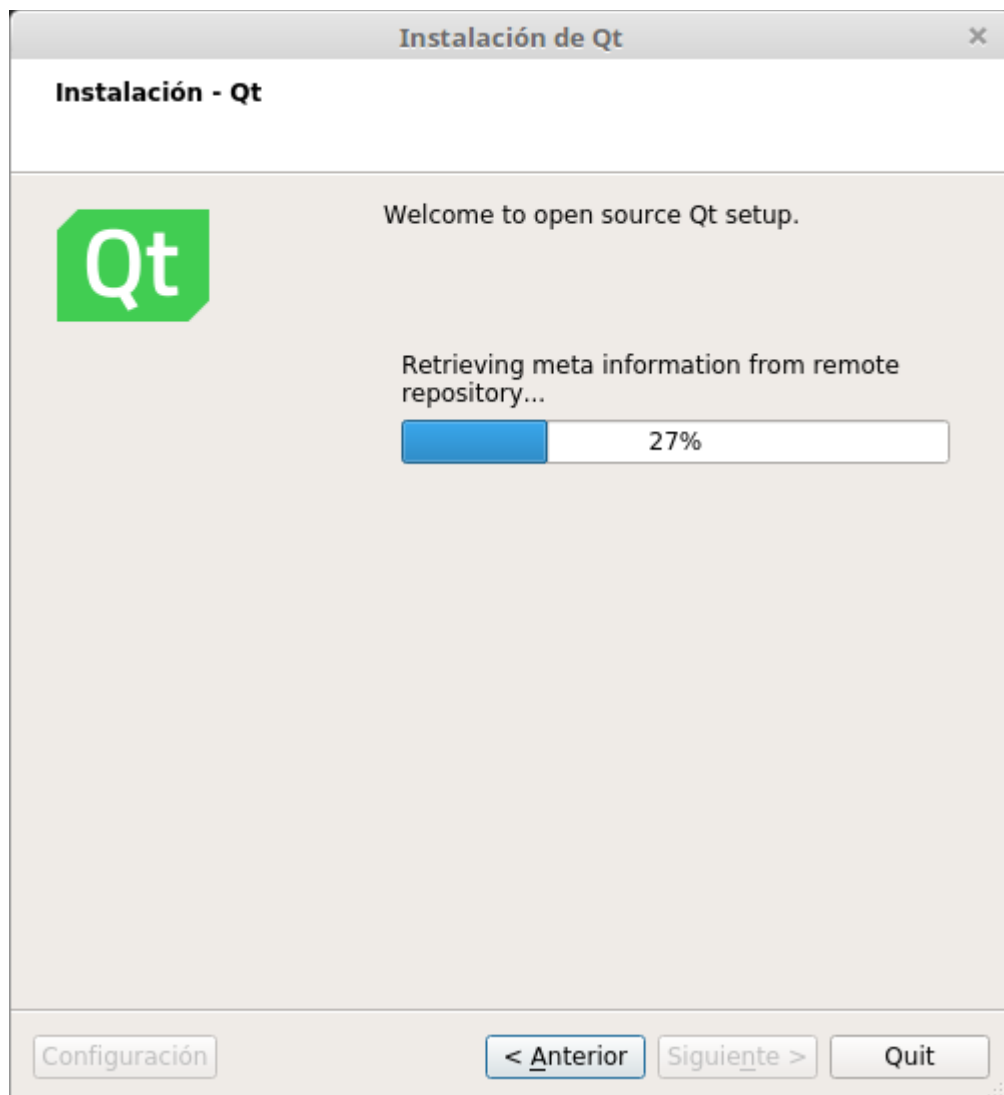 Instalación de Qt
Instalación - Qt
Qt
Welcome to open source Qt setup.
Retrieving meta information from remote
repository...
27%
Configuración
< Anterior
Siguiente >
Quit